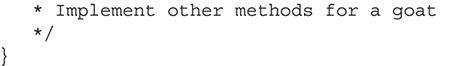 * Implement other methods for a goat
   */
}